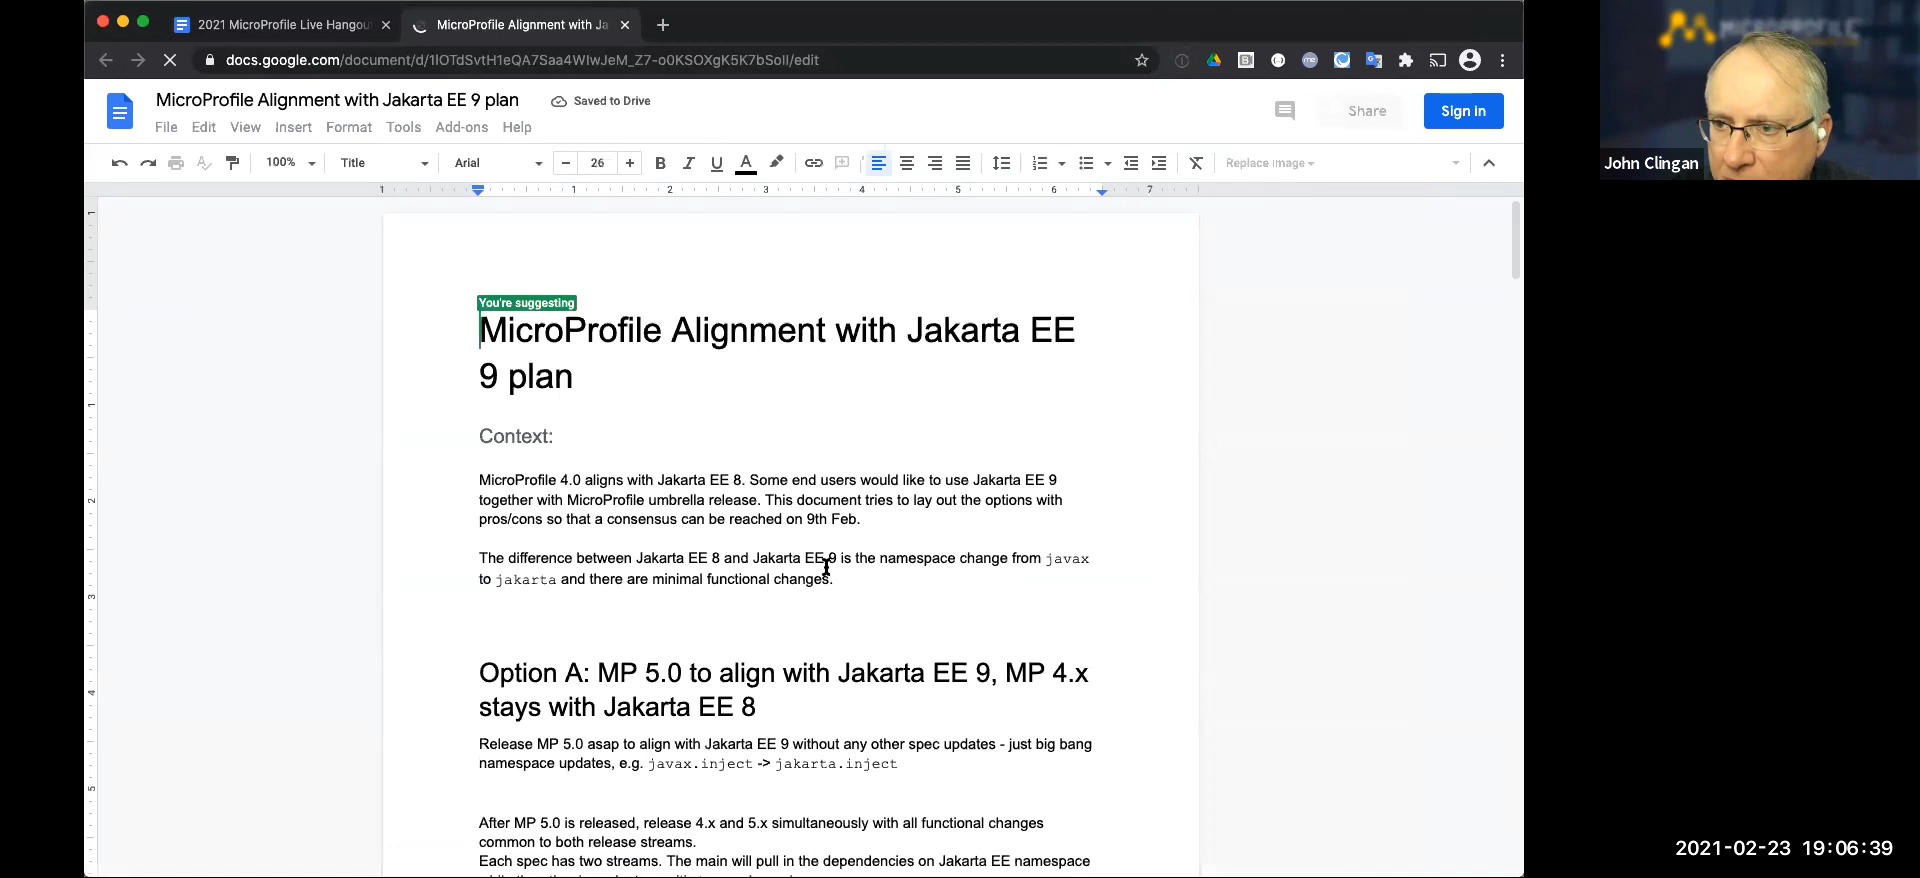 2021 MicroProfile Live Hangou
MicroProfile Alignment with Ja
docs.google.com/document/d/1lOTdSvtH1eQA7Saa4WIwJeM_Z7-o0KSOXgK5K7bSoII/edit
MicroProfile Alignment with Jakarta EE 9 plan
Saved to Drive
Share
Sign in
File Edit View Insert Format Tools Add-ons Help
100% Title Arial 26 B I U A Replace image
1 1 2 3 4 5 6 7
You're suggesting
MicroProfile Alignment with Jakarta EE
9 plan
Context:
MicroProfile 4.0 aligns with Jakarta EE 8. Some end users would like to use Jakarta EE 9
together with MicroProfile umbrella release. This document tries to lay out the options with
pros/cons so that a consensus can be reached on 9th Feb.
The difference between Jakarta EE 8 and Jakarta EE 9 is the namespace change from javax
to jakarta and there are minimal functional changes.
Option A: MP 5.0 to align with Jakarta EE 9, MP 4.x
stays with Jakarta EE 8
Release MP 5.0 asap to align with Jakarta EE 9 without any other spec updates - just big bang
namespace updates, e.g. javax.inject -> jakarta.inject
After MP 5.0 is released, release 4.x and 5.x simultaneously with all functional changes
common to both release streams.
Each spec has two streams. The main will pull in the dependencies on Jakarta EE namespace
MICROPROFILE
John Clingan
2021-02-23 19:06:39